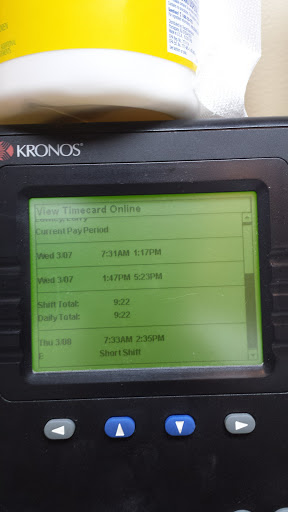 KRONOS
View Timecard Online
Current Pay Period
Wed 3/07 7:31AM 1:17PM
Wed 3/07 1:47PM 5:23PM
Shift Total: 9:22
Daily Total: 9:22
Thu 3/08 7:33AM 2:35PM
E Short Shift